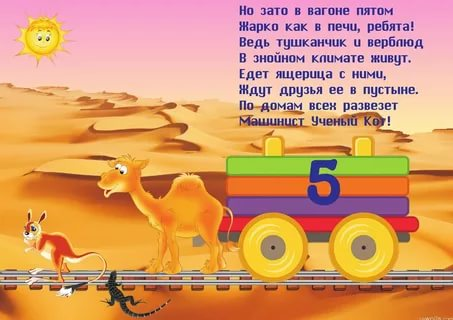 Но зато в вагоне пятом
Жарко как в печи, ребята!
Ведь тушканчик и верблюд
В знойном климате живут.
Едет ящерица с ними,
Ждут друзья ее в пустыне.
По домам всех развезет
Машинист Ученый Кот!
5